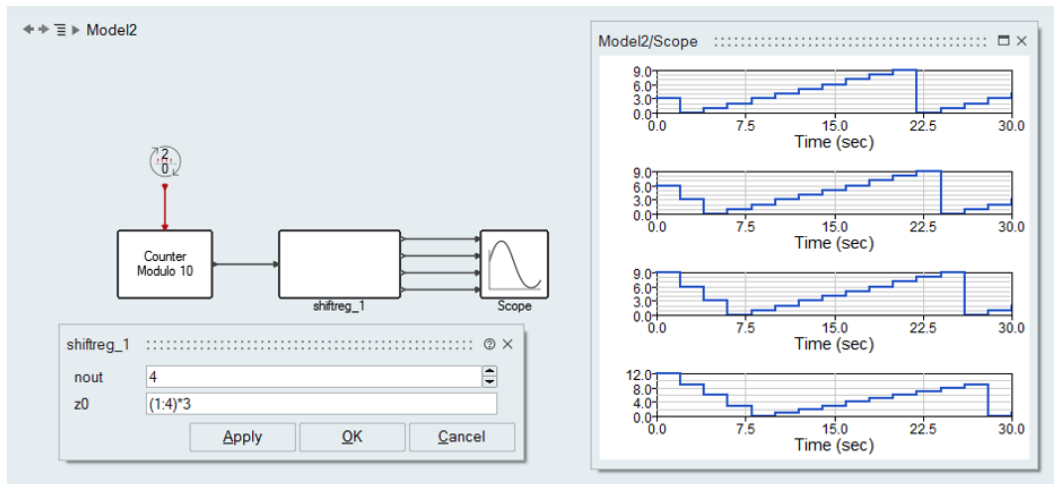 Model2
2
0
Counter
Modulo 10
shiftreg_1
Scope
shiftreg_1
nout 4
z0 (1:4)*3
Apply OK Cancel
Model2/Scope
9.0
6.0
3.0
0.0
0.0 7.5 15.0 22.5 30.0
Time (sec)
9.0
6.0
3.0
0.0
0.0 7.5 15.0 22.5 30.0
Time (sec)
9.0
6.0
3.0
0.0
0.0 7.5 15.0 22.5 30.0
Time (sec)
12.0
8.0
4.0
0.0
0.0 7.5 15.0 22.5 30.0
Time (sec)